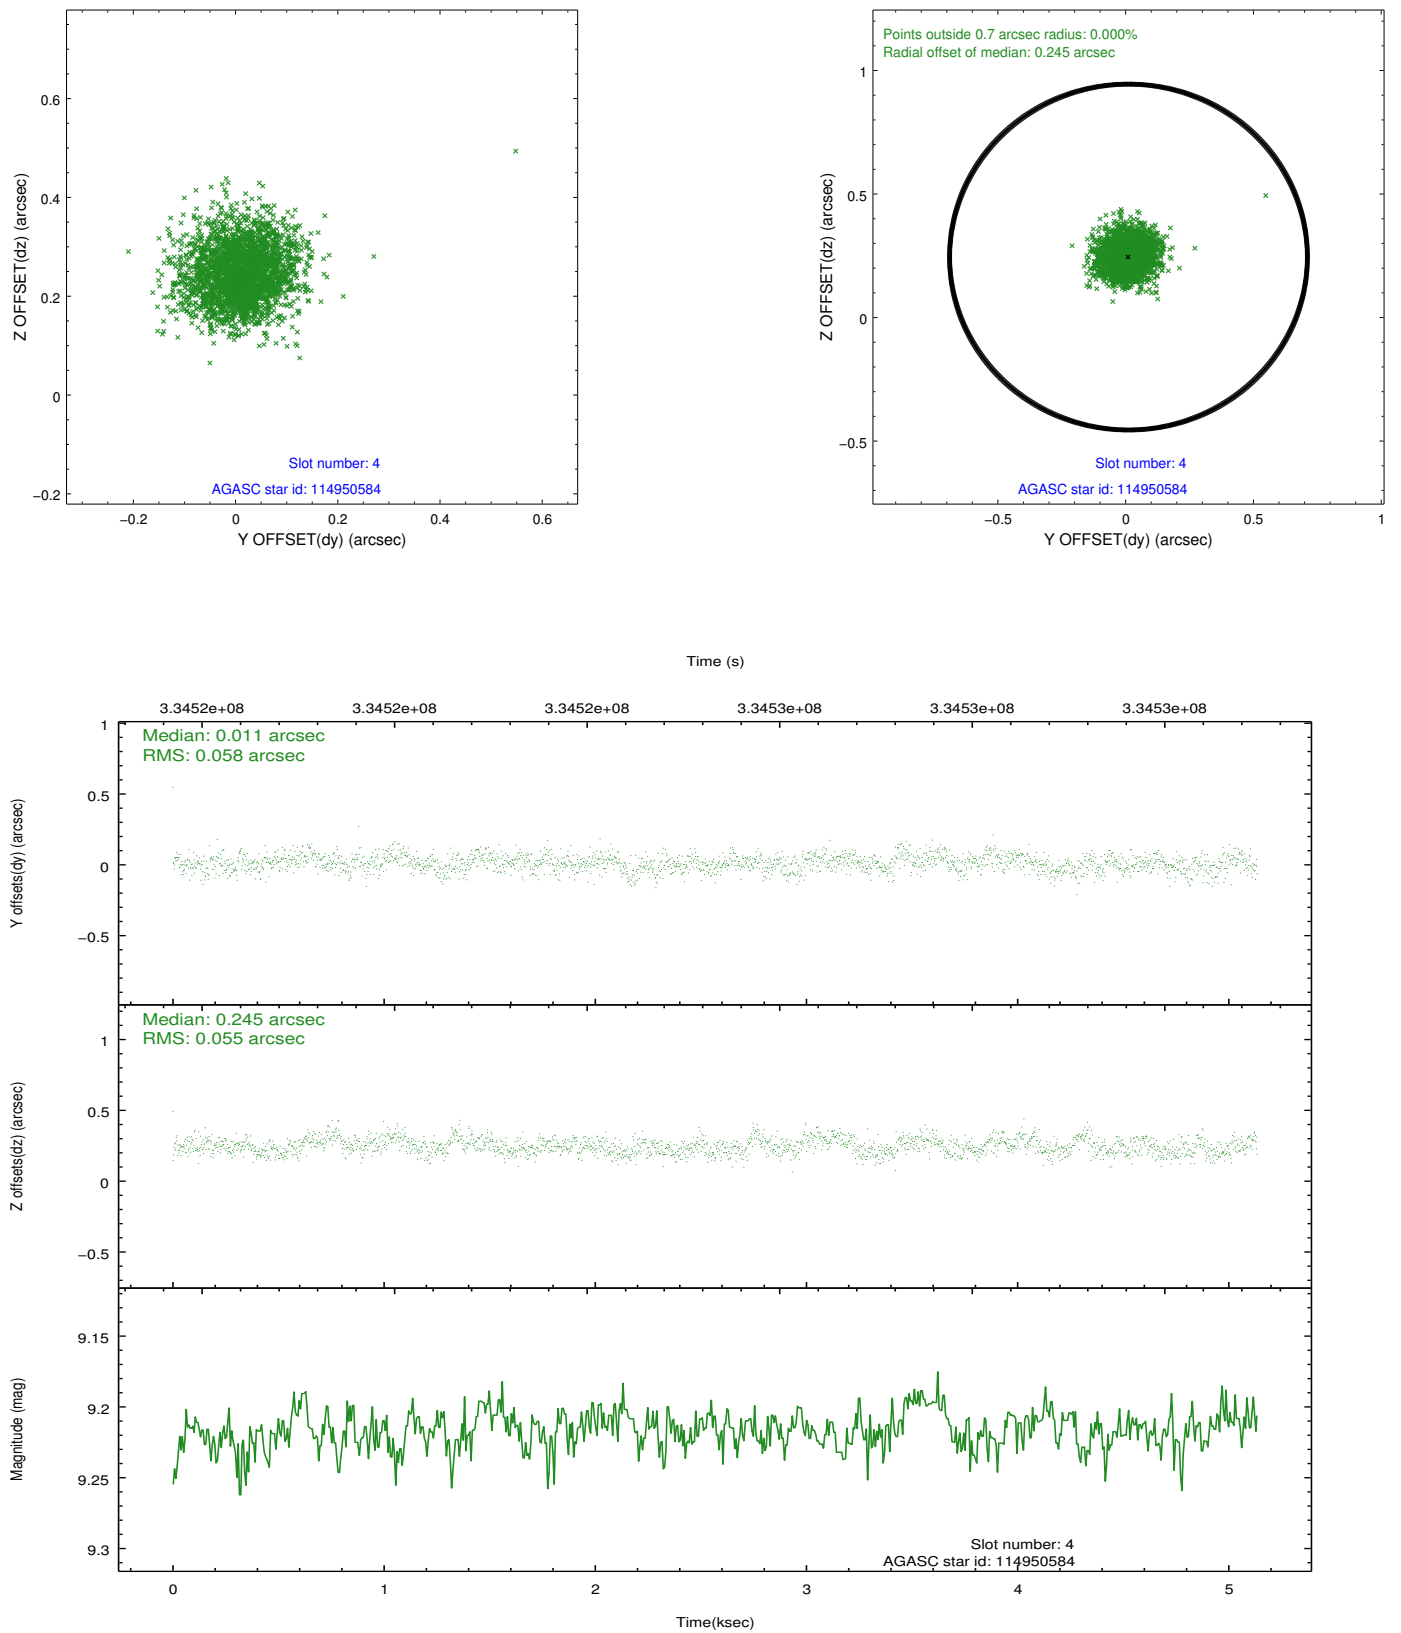 0.6
0.4
0.2
0
−0.2
Z OFFSET(dz) (arcsec)
Slot number: 4
AGASC star id: 114950584
−0.2 0 0.2 0.4 0.6
Y OFFSET(dy) (arcsec)
Points outside 0.7 arcsec radius: 0.000%
Radial offset of median: 0.245 arcsec
1
0.5
0
−0.5
Z OFFSET(dz) (arcsec)
Slot number: 4
AGASC star id: 114950584
−0.5 0 0.5 1
Y OFFSET(dy) (arcsec)
Time (s)
3.3452e+08 3.3452e+08 3.3452e+08 3.3453e+08 3.3453e+08 3.3453e+08
Median: 0.011 arcsec
RMS: 0.058 arcsec
1
0.5
0
−0.5
Y offsets(dy) (arcsec)
Median: 0.245 arcsec
RMS: 0.055 arcsec
1
0.5
0
−0.5
Z offsets(dz) (arcsec)
9.15
9.2
9.25
9.3
Magnitude (mag)
Slot number: 4
AGASC star id: 114950584
0 1 2 3 4 5
Time(ksec)